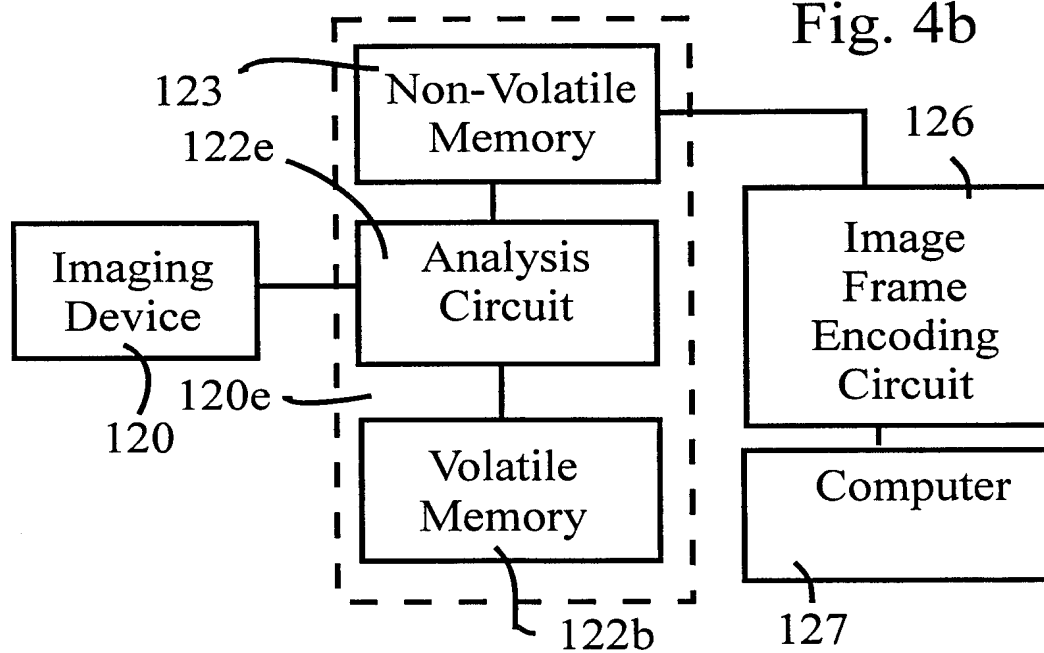 Fig. 4b
123
Non-Volatile
Memory
122e
126
Imaging
Device
Analysis
Circuit
Image
Frame
Encoding
Circuit
120e
120
Volatile
Memory
Computer
122b
127